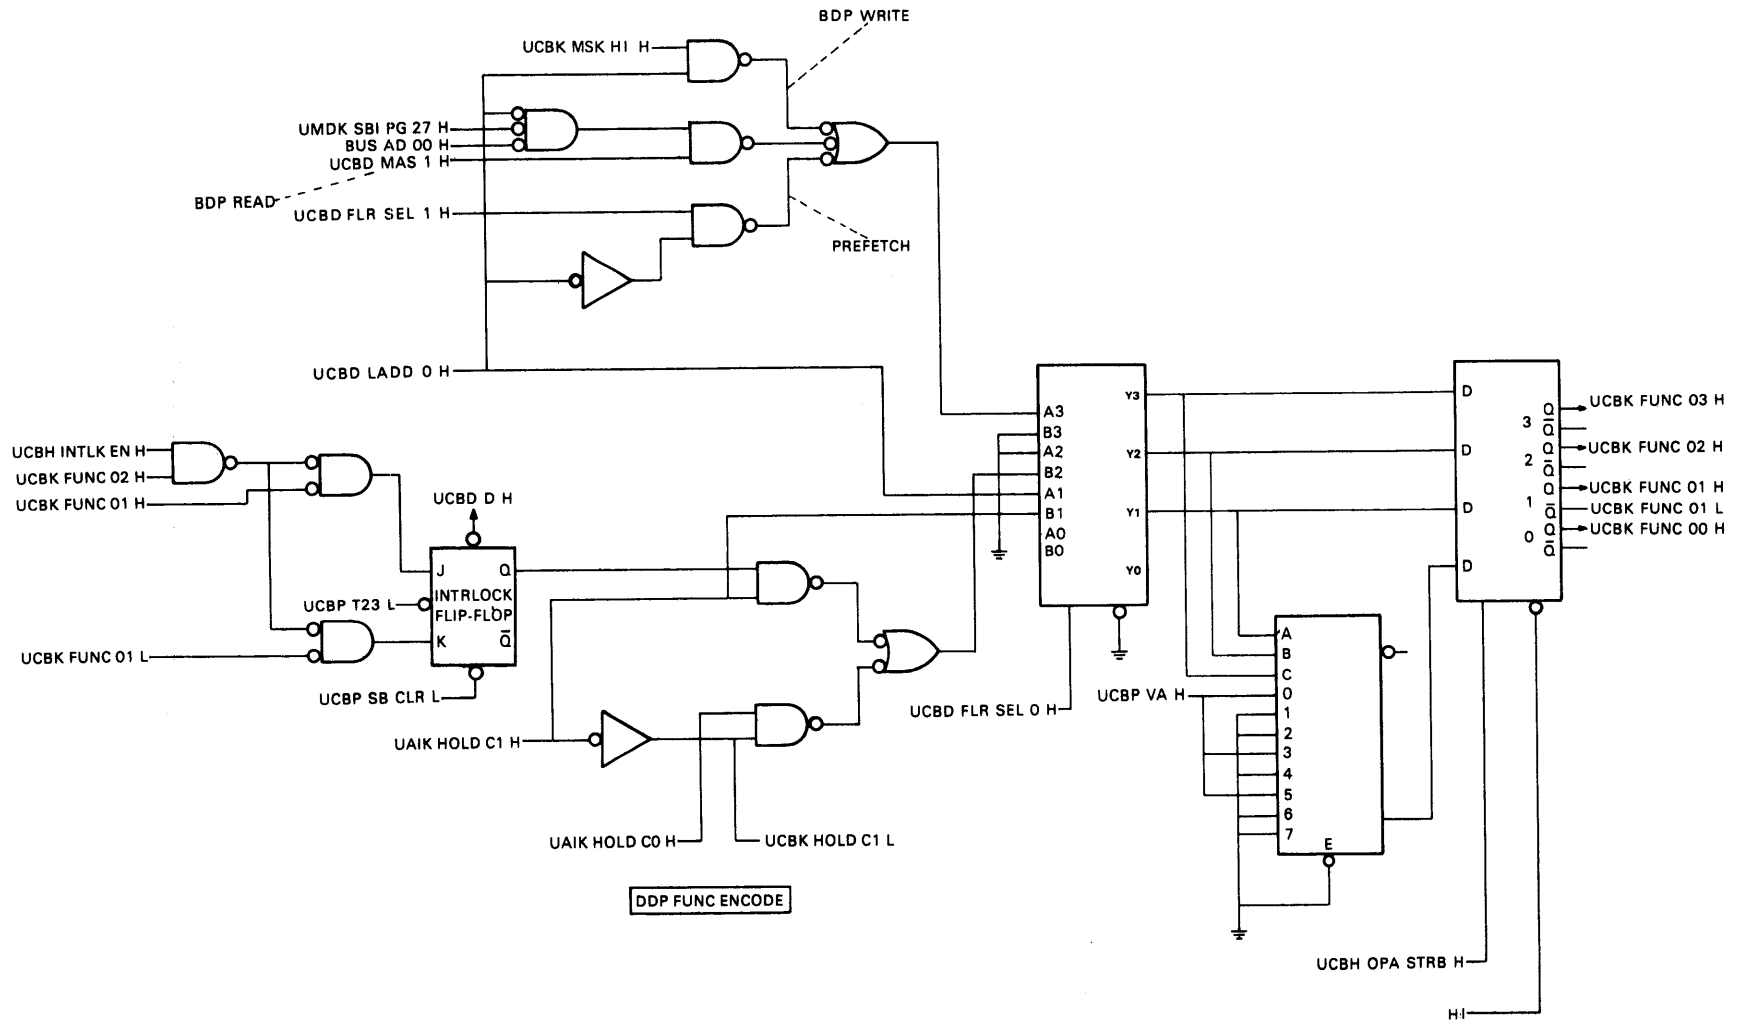 BDP WRITE
UCBK MSK HI H
UMDK SBI PG 27 H
BUS AD 00 H
UCBD MAS 1 H
BDP READ
UCBD FLR SEL 1 H
PREFETCH
UCBD LADD 0 H
UCBH INTLK EN H
UCBK FUNC 02 H
UCBK FUNC 01 H
UCBD D H
J Q
INTRLOCK
FLIP-FLOP
K Q̅
UCBP T23 L
UCBK FUNC 01 L
UCBP SB CLR L
UAIK HOLD C1 H
UAIK HOLD C0 H
UCBK HOLD C1 L
DDP FUNC ENCODE
A3
B3
A2
B2
A1
B1
A0
B0
Y3
Y2
Y1
Y0
UCBD FLR SEL 0 H
UCBP VA H
A
B
C
0
1
2
3
4
5
6
7
E
D
D
D
D
3 Q
Q̅
2 Q
Q̅
1 Q
Q̅
0 Q
Q̅
UCBK FUNC 03 H
UCBK FUNC 02 H
UCBK FUNC 01 H
UCBK FUNC 01 L
UCBK FUNC 00 H
UCBH OPA STRB H
HI